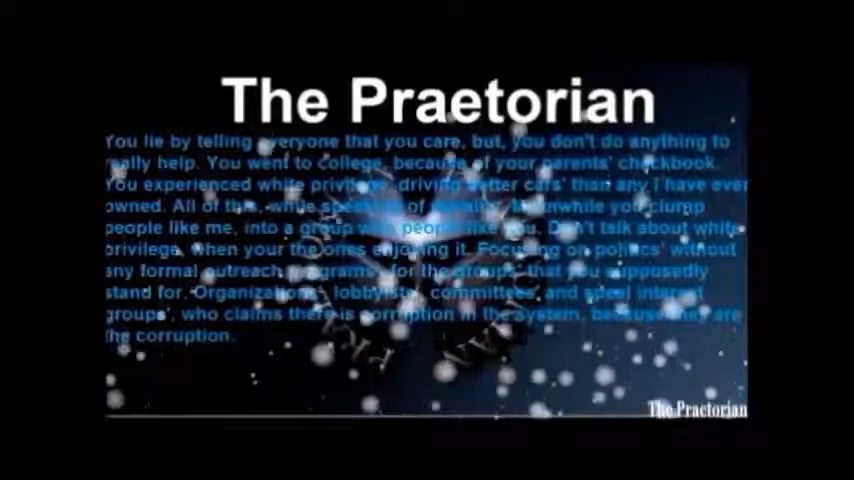 The Praetorian
You lie by telling everyone that you care, but, you don't do anything to
really help. You went to college, because of your parents' checkbook.
You experienced white privilege, driving better cars' than any I have ever
owned. All of this, while speaking of equality. Meanwhile you clump
people like me, into a group with people like you. Don't talk about white
privilege, when your the ones enjoying it. Focusing on politics' without
any formal outreach programs', for the groups' that you supposedly
stand for. Organizations', lobbyists', committees' and speel interest
groups', who claims there is corruption in the system, because they are
the corruption.
The Praetorian